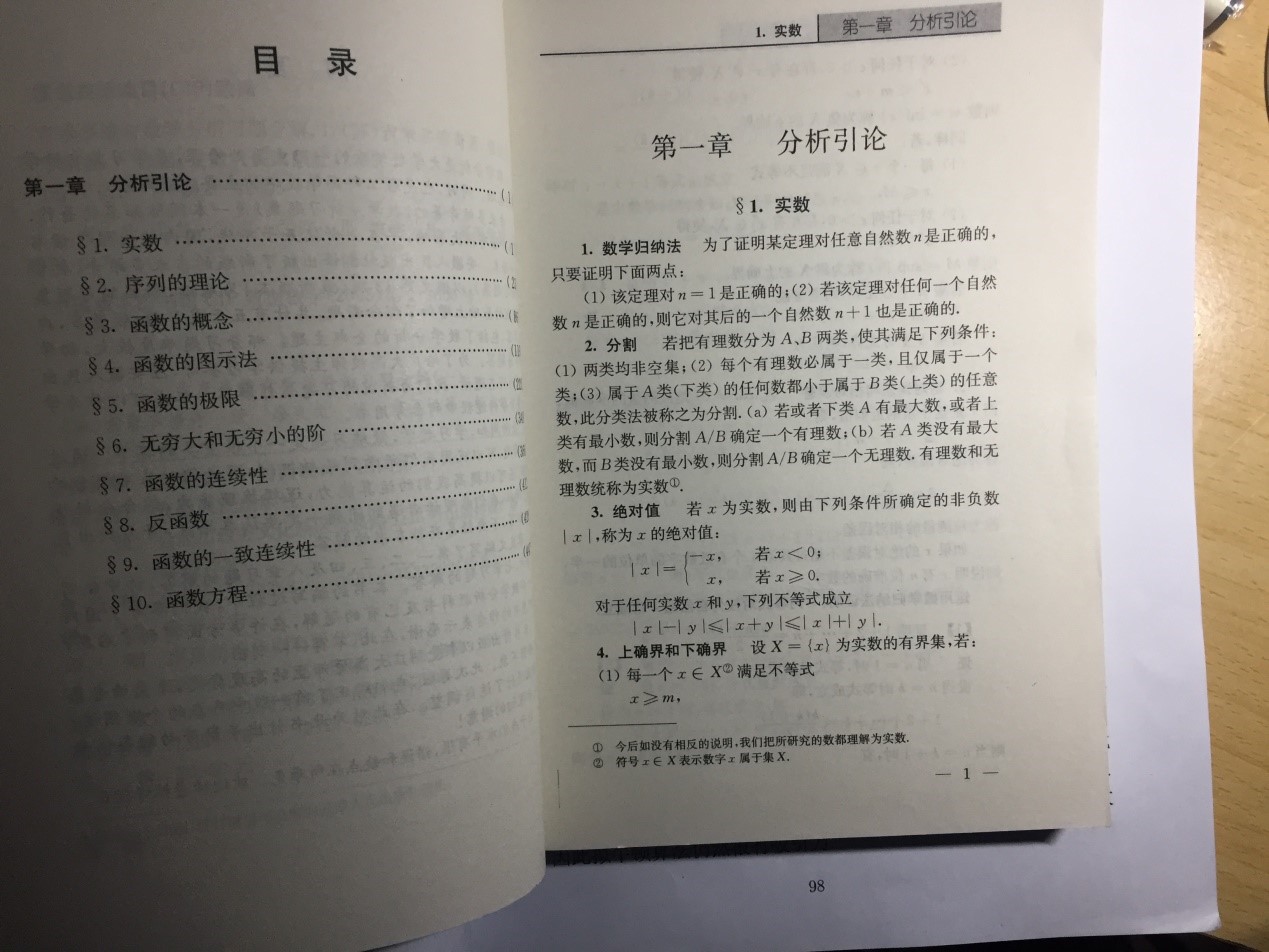 目 录
第一章 分析引论 ……………………… (1
§1. 实数 ……………………… (1
§2. 序列的理论 ……………………… (2
§3. 函数的概念 ……………………… (
§4. 函数的图示法 ……………………… (
§5. 函数的极限 ……………………… (
§6. 无穷大和无穷小的阶 ……………………… (
§7. 函数的连续性 ……………………… (
§8. 反函数 ……………………… (
§9. 函数的一致连续性 ……………………… (
§10. 函数方程 ……………………… (
1. 实数 第一章 分析引论
第一章 分析引论
§1. 实数
1. 数学归纳法 为了证明某定理对任意自然数n是正确的,
只要证明下面两点:
(1) 该定理对 n=1是正确的;(2) 若该定理对任何一个自然
数 n 是正确的,则它对其后的一个自然数 n+1 也是正确的.
2. 分割 若把有理数分为 A、B 两类,使其满足下列条件:
(1) 两类均非空集;(2) 每个有理数必属于一类,且仅属于一个
类;(3) 属于 A 类(下类) 的任何数都小于属于 B 类(上类) 的任意
数,此分类法被称之为分割. (a) 若或者下类 A 有最大数,或者上
类有最小数,则分割 A/B 确定一个有理数;(b) 若 A 类没有最大
数,而 B 类没有最小数,则分割 A/B 确定一个无理数. 有理数和无
理数统称为实数①.
3. 绝对值 若 x 为实数,则由下列条件所确定的非负数
|x|,称为 x 的绝对值:
|x|={ -x, 若 x<0;
x, 若 x⩾0.
对于任何实数 x 和 y,下列不等式成立
|x|-|y|⩽|x+y|⩽|x|+|y|.
4. 上确界和下确界 设 X={x} 为实数的有界集,若:
(1) 每一个 x∈X② 满足不等式
x⩾m,
① 今后如没有相反的说明,我们把所研究的数都理解为实数.
② 符号 x∈X 表示数字 x 属于集 X.
— 1 —
98